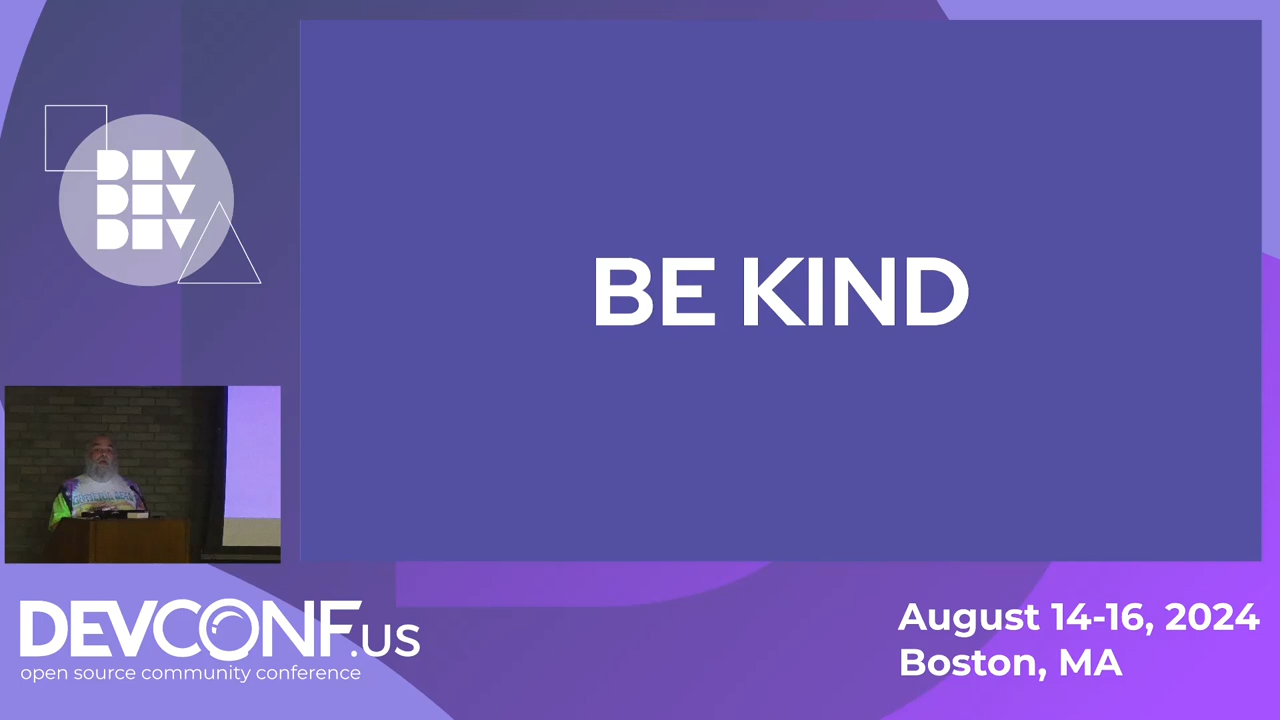 DEV
DEV
DEV
BE KIND
DEVCONF.US
open source community conference
August 14-16, 2024
Boston, MA